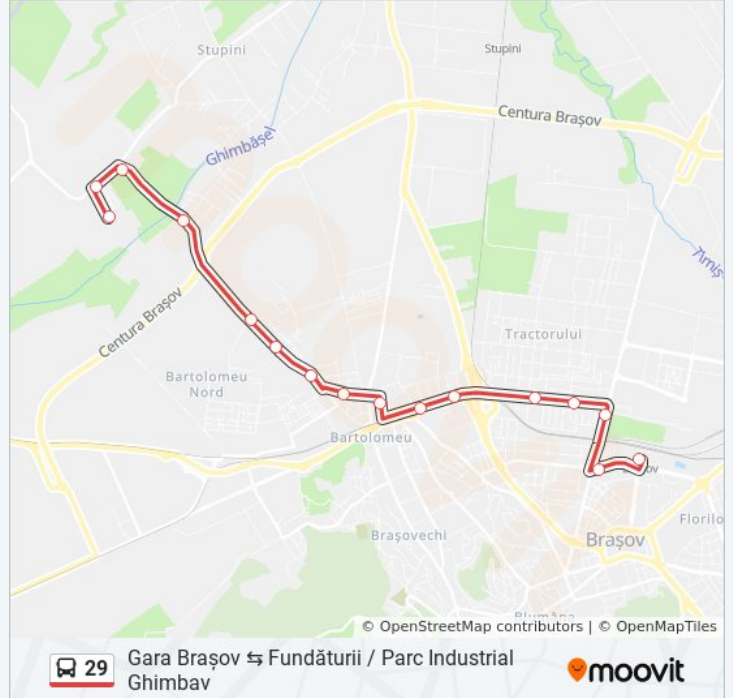 Stupini
Stupini
Centura Brașov
Ghimbășel
Timiș
Centura Brașov
Tractorului
Bartolomeu
Nord
Bartolomeu
Brașovechi
Brașov
Florilo
Blumăna
© OpenStreetMap contributors | © OpenMapTiles
29
Gara Brașov ⇆ Fundăturii / Parc Industrial
Ghimbav
moovit